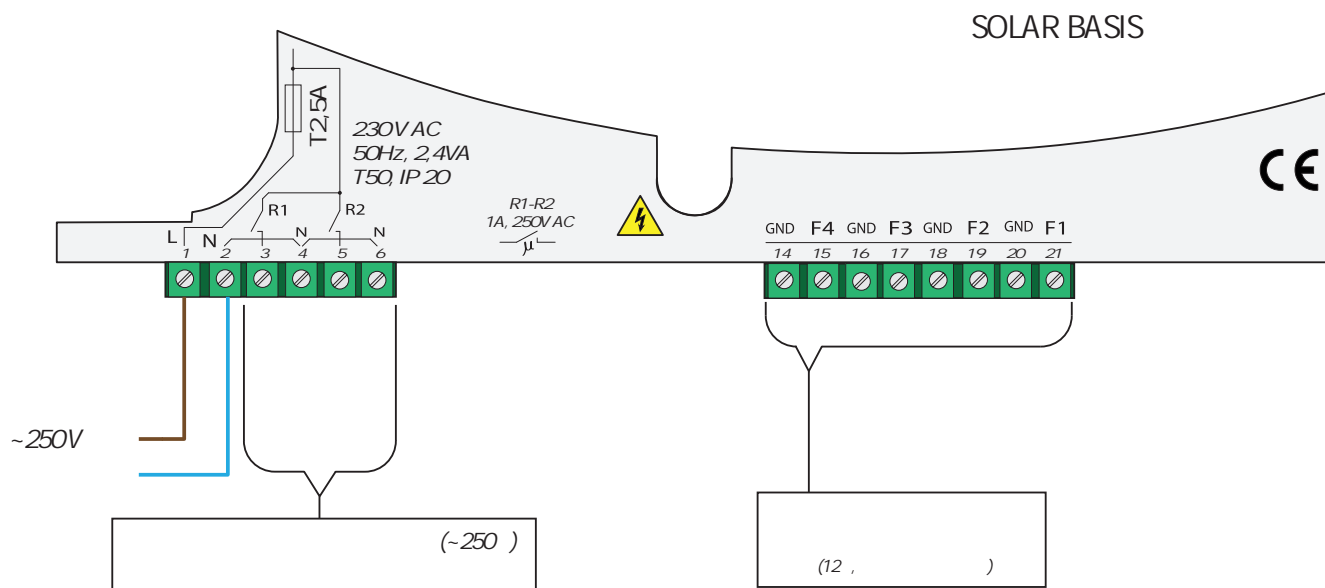 SOLAR BASIS
T2,5A
230V AC
50Hz, 2,4VA
T50, IP 20
R1
R2
R1-R2
1A, 250V AC
µ
CE
L
N
N
N
1 2 3 4 5 6
GND F4 GND F3 GND F2 GND F1
14 15 16 17 18 19 20 21
~250V
(~250 )
(12 , )